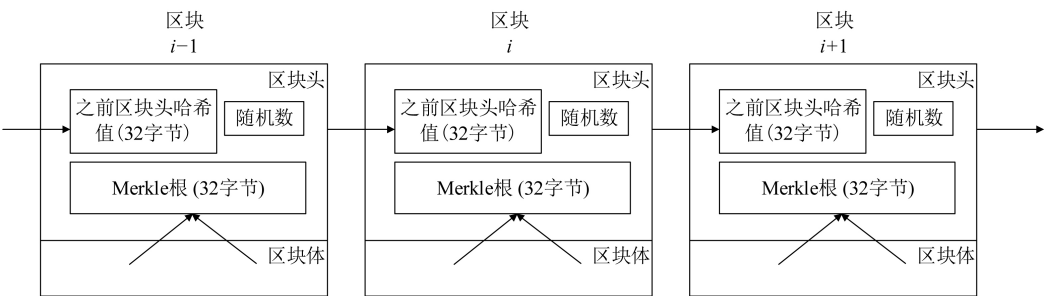 区块
i−1
区块
i
区块
i+1
区块头
之前区块头哈希
值(32字节)
随机数
Merkle根 (32字节)
区块体
区块头
之前区块头哈希
值(32字节)
随机数
Merkle根 (32字节)
区块体
区块头
之前区块头哈希
值(32字节)
随机数
Merkle根 (32字节)
区块体